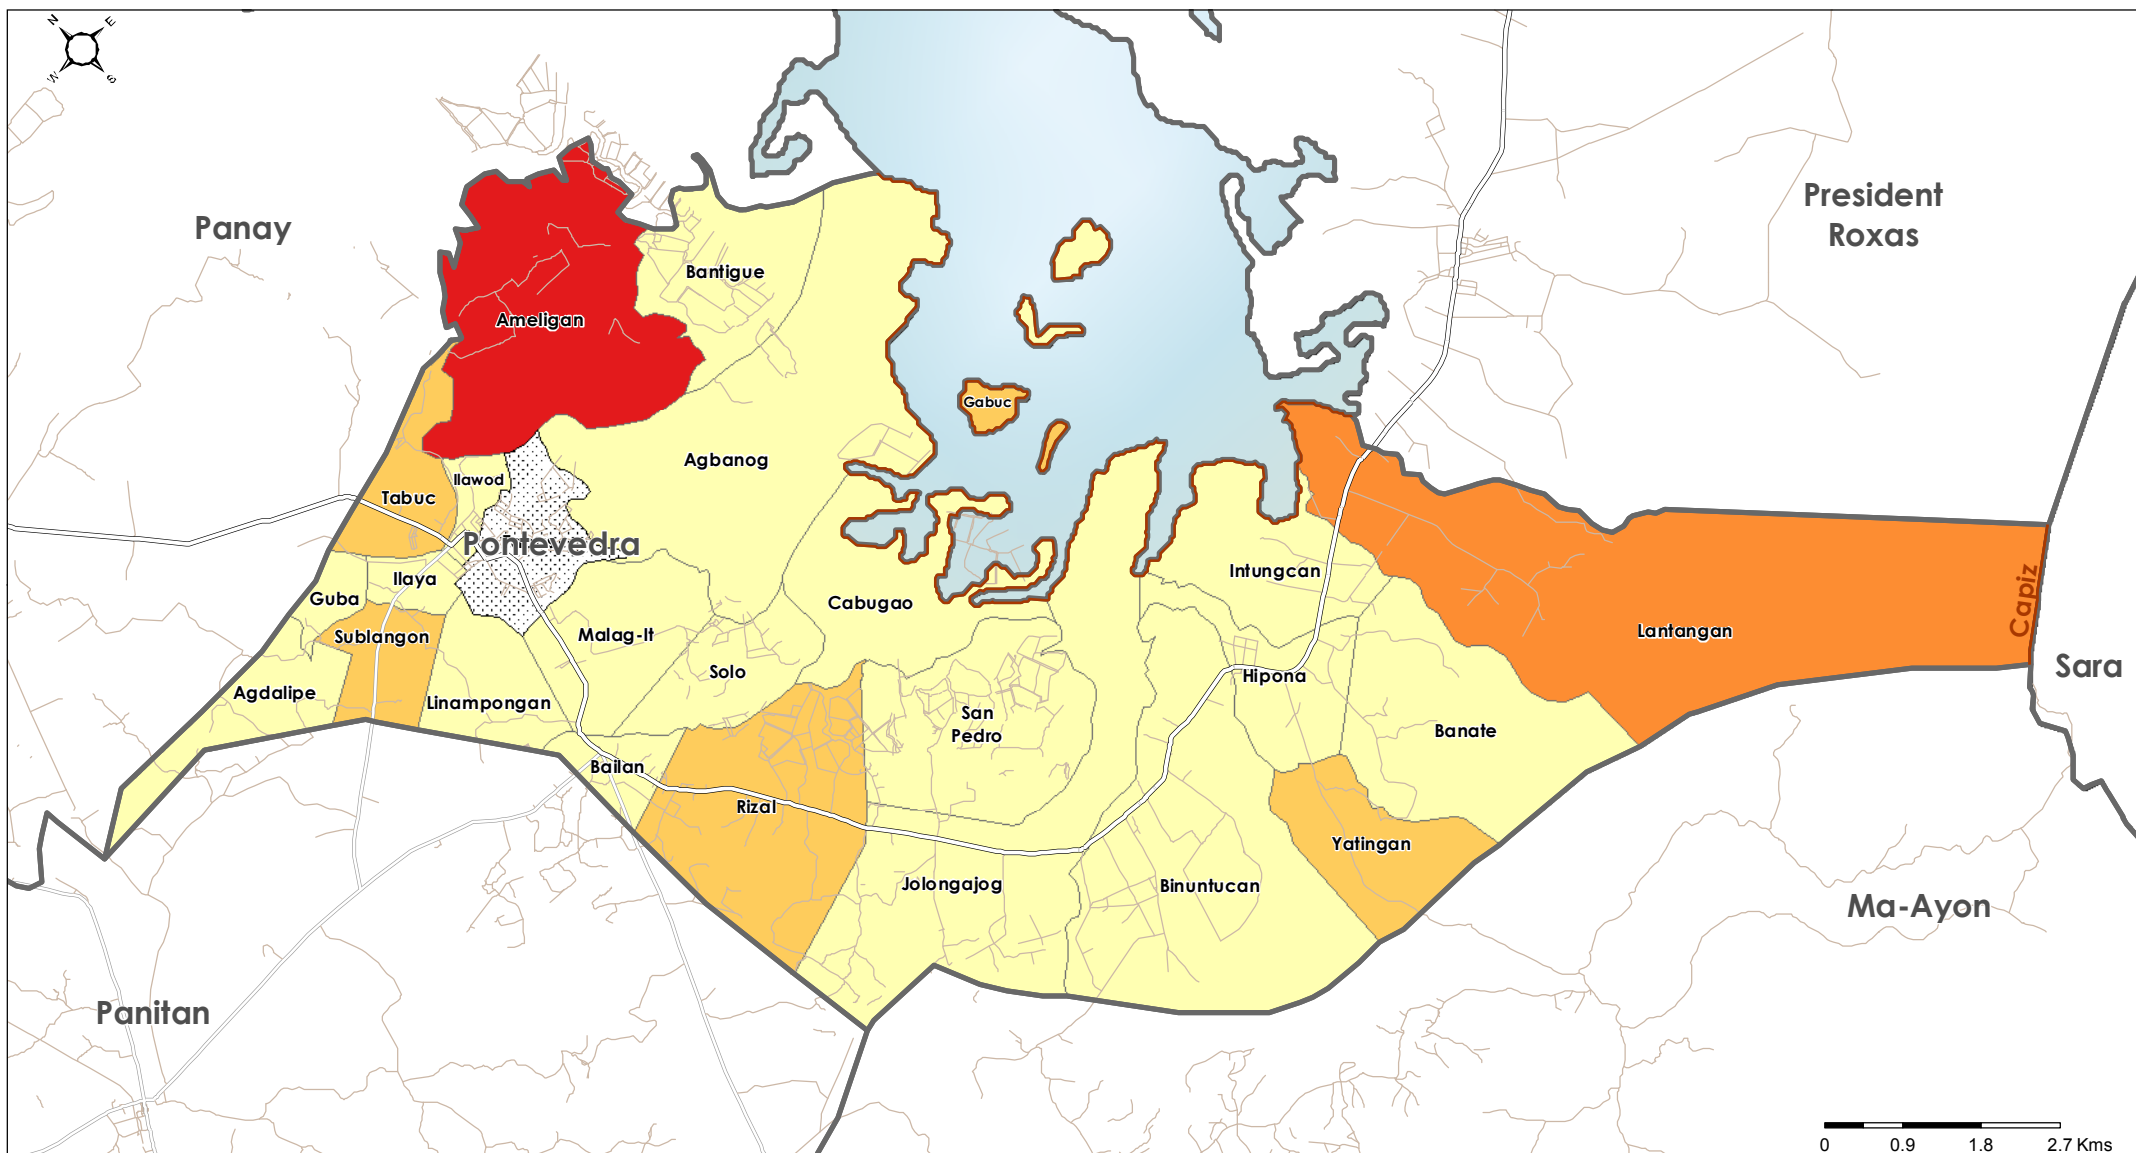 N
E
W
S
Panay
President
Roxas
Bantigue
Ameligan
Gabuc
Agbanog
Ilawod
Tabuc
Pontevedra
Intungcan
Ilaya
Guba
Cabugao
Capiz
Sublangon
Malag-It
Lantangan
Sara
Solo
Hipona
Agdalipe
Linampongan
San
Pedro
Banate
Bailan
Rizal
Yatingan
Jolongajog
Binuntucan
Ma-Ayon
Panitan
0 0.9 1.8 2.7 Kms